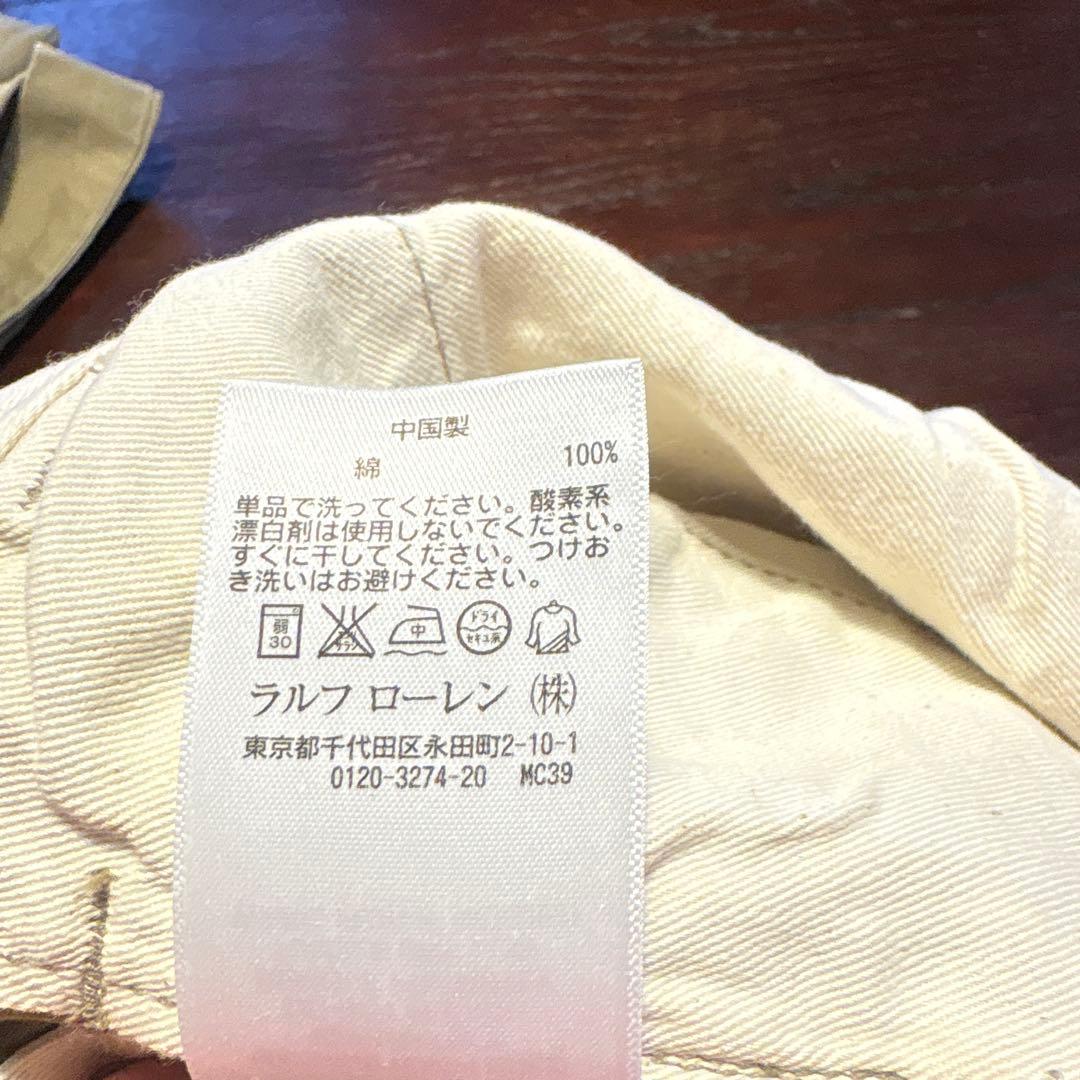 中国製
綿 100%
単品で洗ってください。酸素系
漂白剤は使用しないでください。
すぐに干してください。つけお
き洗いはお避けください。
弱 30 中 ドライ セキユ系
ラルフ ローレン (株)
東京都千代田区永田町2-10-1
0120-3274-20 MC39